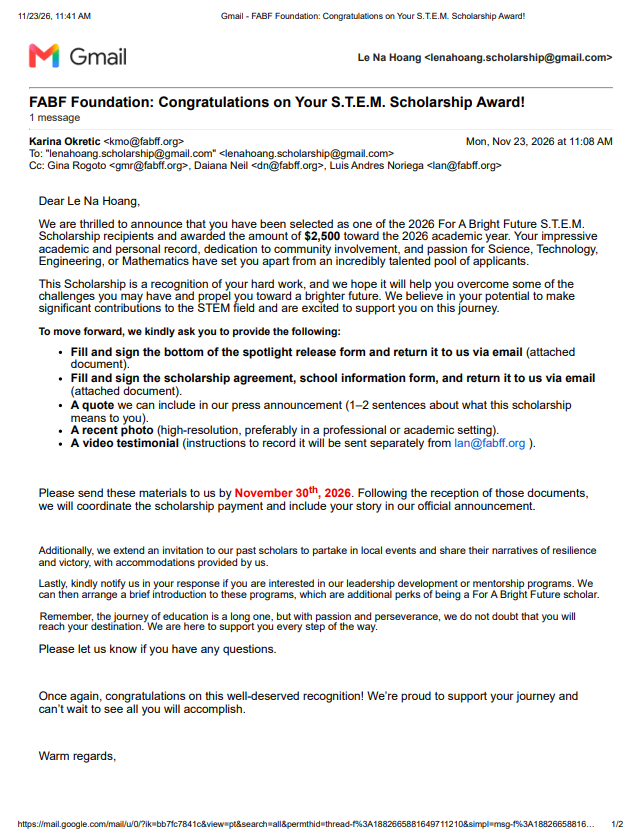 11/23/26, 11:41 AM Gmail - FABF Foundation: Congratulations on Your S.T.E.M. Scholarship Award!
Gmail Le Na Hoang <lenahoang.scholarship@gmail.com>
FABF Foundation: Congratulations on Your S.T.E.M. Scholarship Award!
1 message
Karina Okretic <kmo@fabff.org> Mon, Nov 23, 2026 at 11:08 AM
To: "lenahoang.scholarship@gmail.com" <lenahoang.scholarship@gmail.com>
Cc: Gina Rogoto <gmr@fabff.org>, Daiana Neil <dn@fabff.org>, Luis Andres Noriega <lan@fabff.org>
Dear Le Na Hoang,
We are thrilled to announce that you have been selected as one of the 2026 For A Bright Future S.T.E.M.
Scholarship recipients and awarded the amount of $2,500 toward the 2026 academic year. Your impressive
academic and personal record, dedication to community involvement, and passion for Science, Technology,
Engineering, or Mathematics have set you apart from an incredibly talented pool of applicants.
This Scholarship is a recognition of your hard work, and we hope it will help you overcome some of the
challenges you may have and propel you toward a brighter future. We believe in your potential to make
significant contributions to the STEM field and are excited to support you on this journey.
To move forward, we kindly ask you to provide the following:
• Fill and sign the bottom of the spotlight release form and return it to us via email (attached
document).
• Fill and sign the scholarship agreement, school information form, and return it to us via email
(attached document).
• A quote we can include in our press announcement (1–2 sentences about what this scholarship
means to you).
• A recent photo (high-resolution, preferably in a professional or academic setting).
• A video testimonial (instructions to record it will be sent separately from lan@fabff.org ).
Please send these materials to us by November 30th, 2026. Following the reception of those documents,
we will coordinate the scholarship payment and include your story in our official announcement.
Additionally, we extend an invitation to our past scholars to partake in local events and share their narratives of resilience
and victory, with accommodations provided by us.
Lastly, kindly notify us in your response if you are interested in our leadership development or mentorship programs. We
can then arrange a brief introduction to these programs, which are additional perks of being a For A Bright Future scholar.
Remember, the journey of education is a long one, but with passion and perseverance, we do not doubt that you will
reach your destination. We are here to support you every step of the way.
Please let us know if you have any questions.
Once again, congratulations on this well-deserved recognition! We're proud to support your journey and
can't wait to see all you will accomplish.
Warm regards,
https://mail.google.com/mail/u/0/?ik=bb7fc7841c&view=pt&search=all&permthid=thread-f%3A1882665881649711210&simpl=msg-f%3A18826658816… 1/2